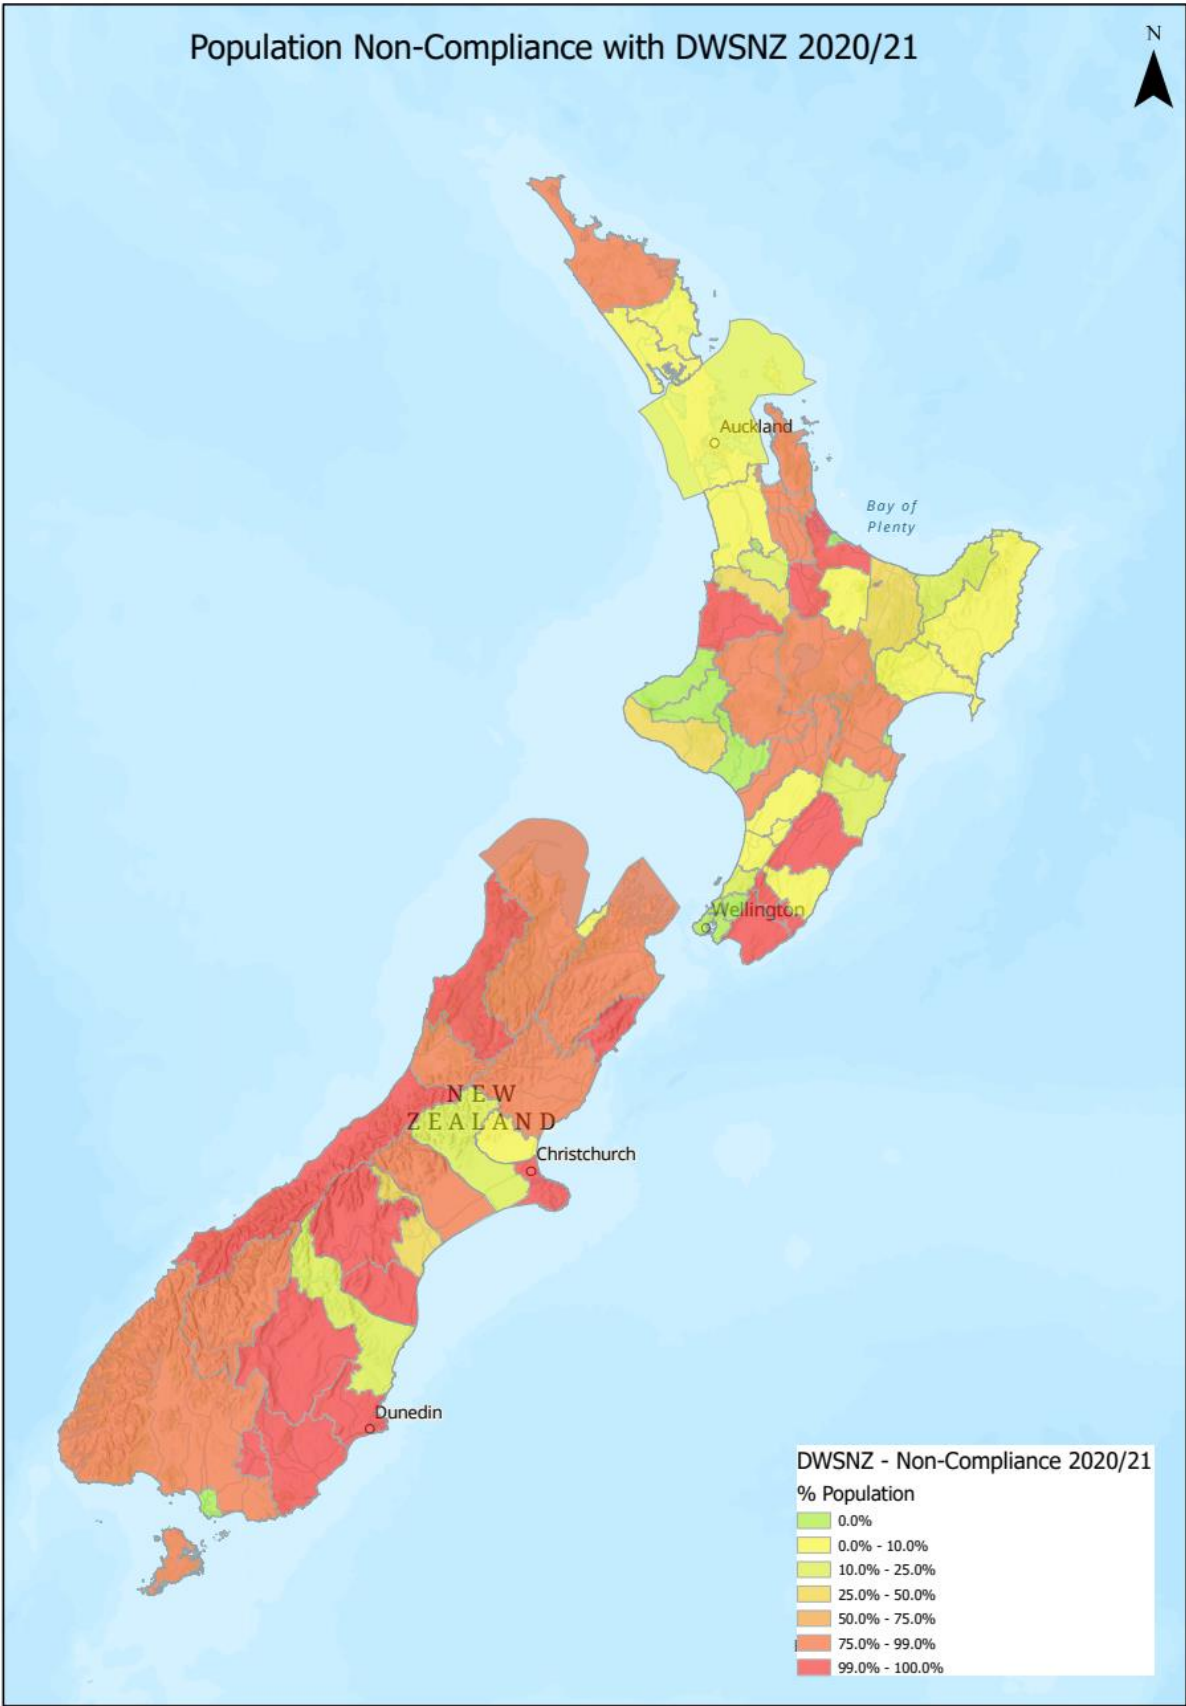 Population Non-Compliance with DWSNZ 2020/21
N
Auckland
Bay of
Plenty
Wellington
NEW
ZEALAND
Christchurch
Dunedin
DWSNZ - Non-Compliance 2020/21
% Population
0.0%
0.0% - 10.0%
10.0% - 25.0%
25.0% - 50.0%
50.0% - 75.0%
75.0% - 99.0%
99.0% - 100.0%